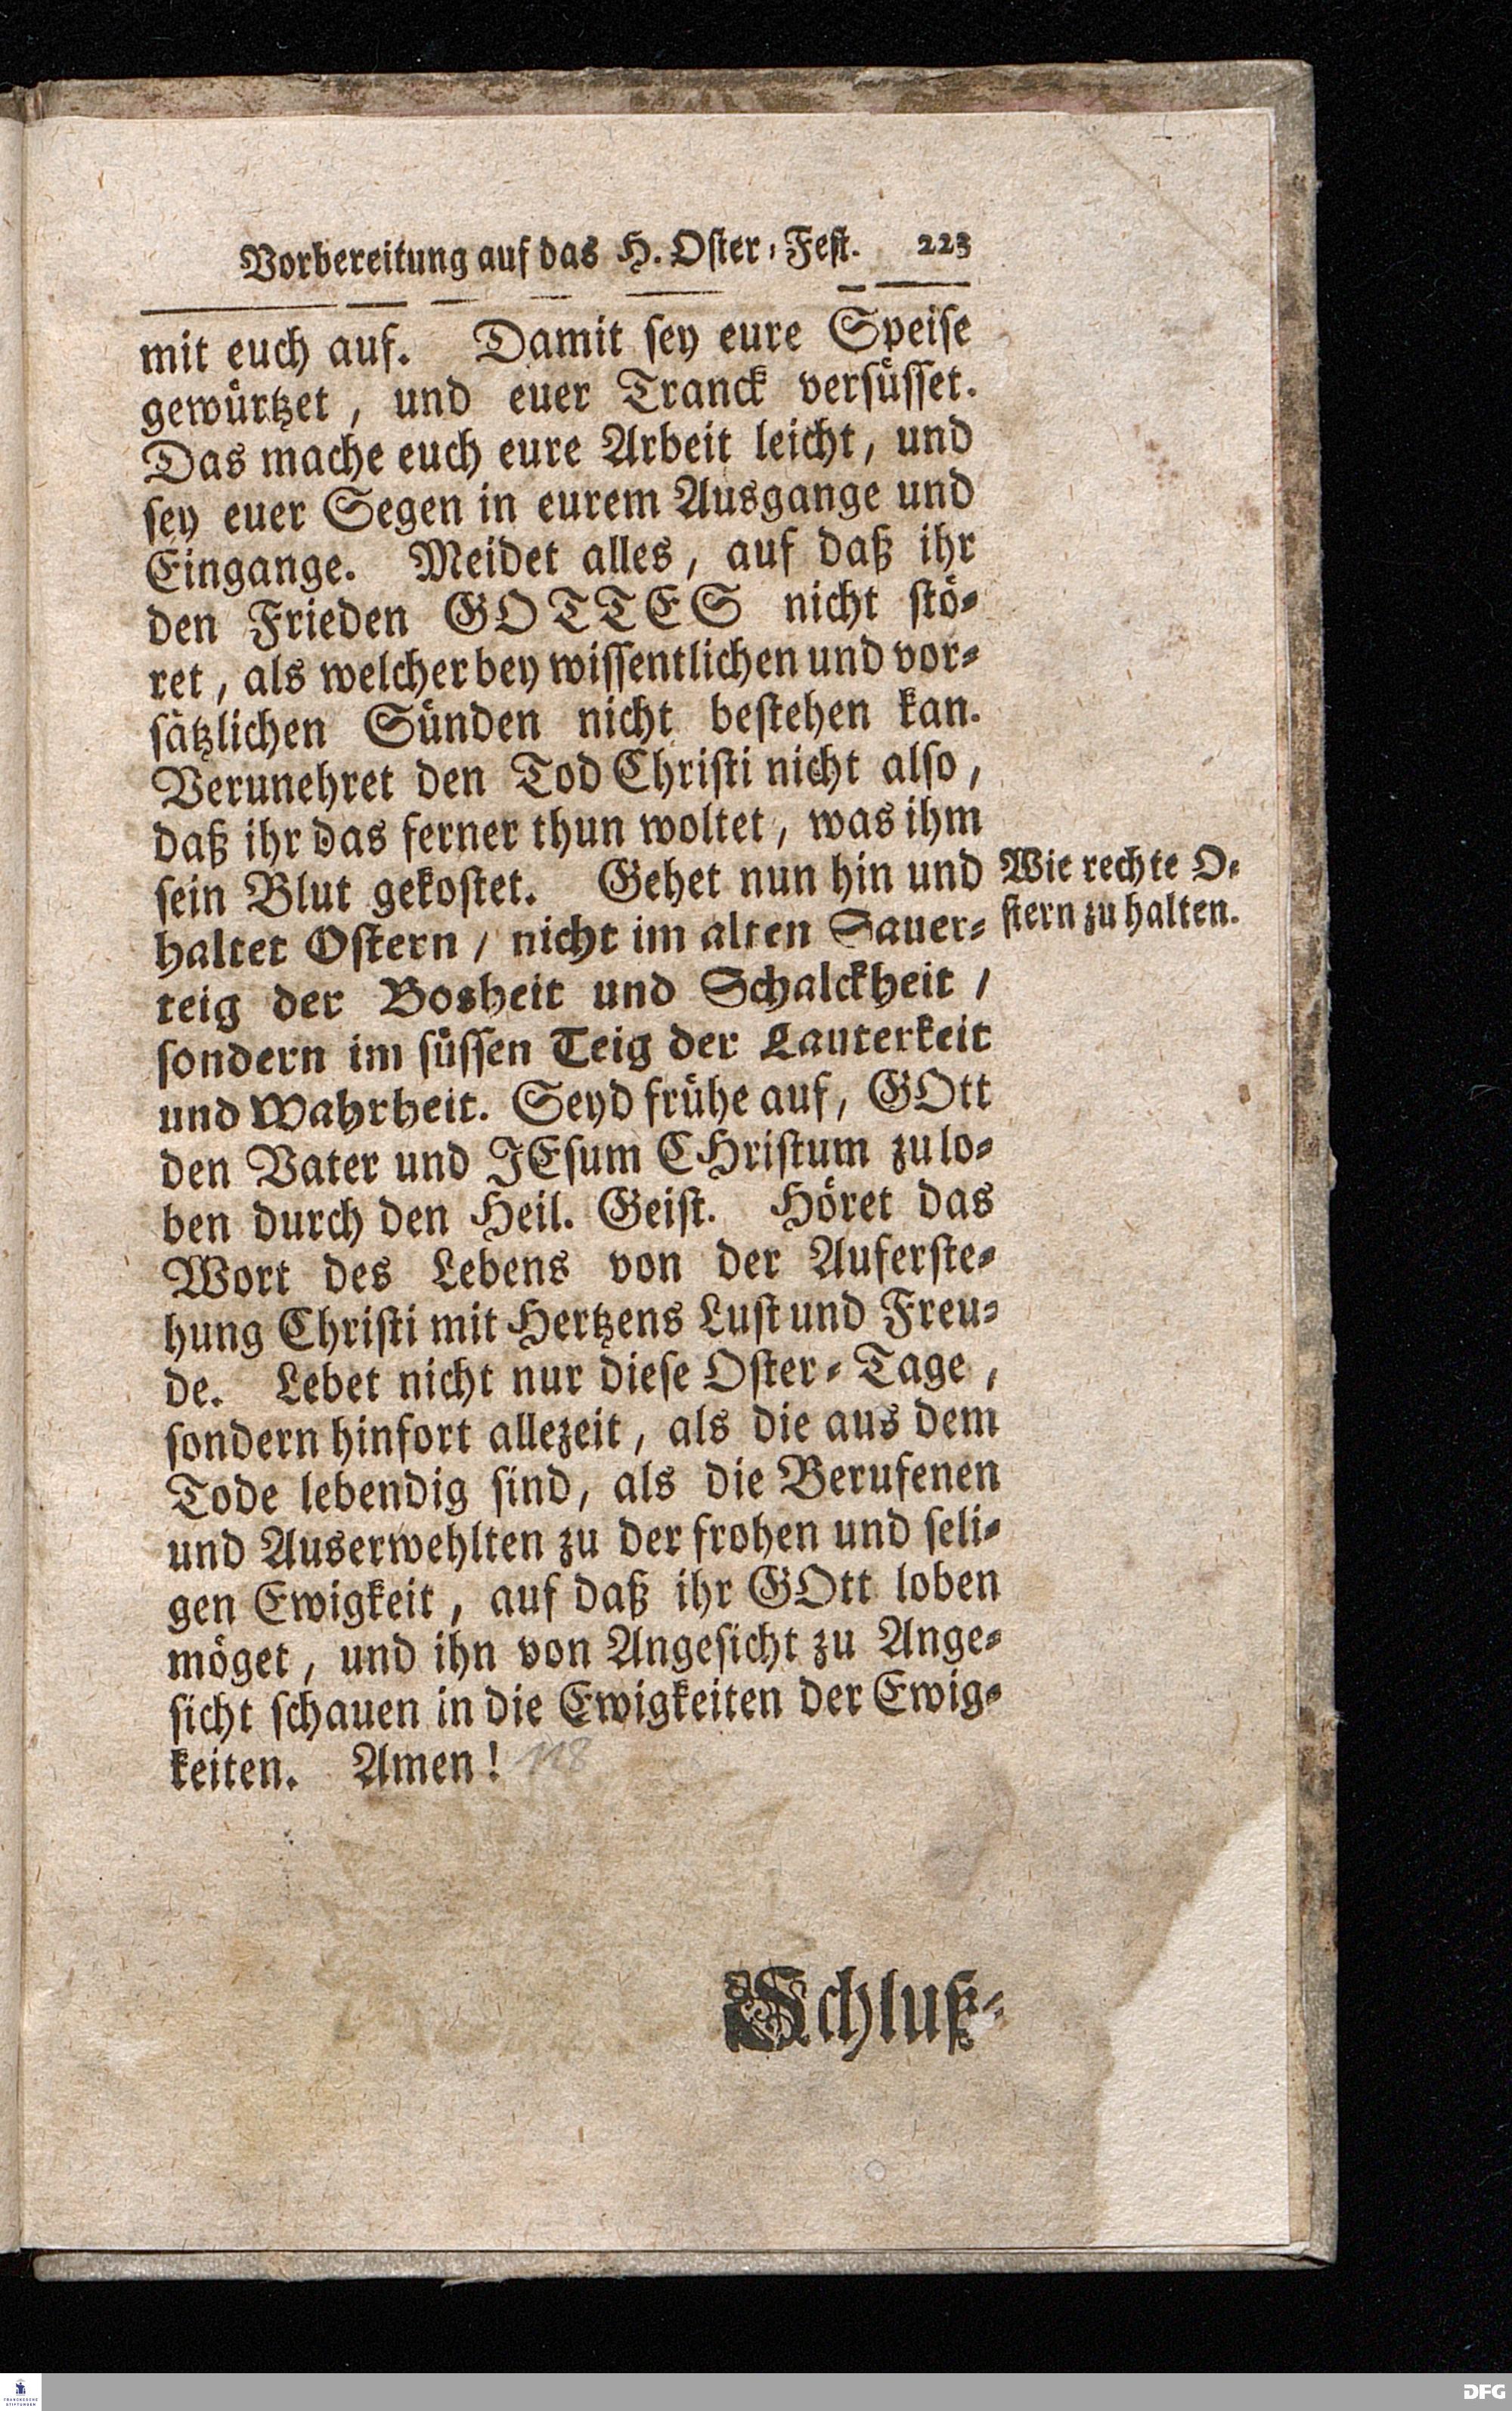 Vorbereitung auf das H. Oster-Fest. 223
mit euch auf. Damit sey eure Speise
gewürtzet, und euer Tranck versüsset.
Das mache euch eure Arbeit leicht, und
sey euer Segen in eurem Ausgange und
Eingange. Meidet alles, auf daß ihr
den Frieden GOTTES nicht stö-
ret, als welcher bey wissentlichen und vor-
sätzlichen Sünden nicht bestehen kan.
Verunehret den Tod Christi nicht also,
daß ihr das ferner thun woltet, was ihm
sein Blut gekostet. Gehet nun hin und
haltet Ostern / nicht im alten Sauer-
teig der Bosheit und Schalckheit /
sondern im süssen Teig der Lauterkeit
und Wahrheit. Seyd frühe auf, GOtt
den Vater und JEsum CHristum zu lo-
ben durch den Heil. Geist. Höret das
Wort des Lebens von der Auferste-
hung Christi mit Hertzens Lust und Freu-
de. Lebet nicht nur diese Oster-Tage,
sondern hinfort allezeit, als die aus dem
Tode lebendig sind, als die Berufenen
und Auserwehlten zu der frohen und seli-
gen Ewigkeit, auf daß ihr GOtt loben
möget, und ihn von Angesicht zu Ange-
sicht schauen in die Ewigkeiten der Ewig-
keiten. Amen!
Wie rechte O-
stern zu halten.
Schluß-
FRANCKESCHE
STIFTUNGEN
DFG